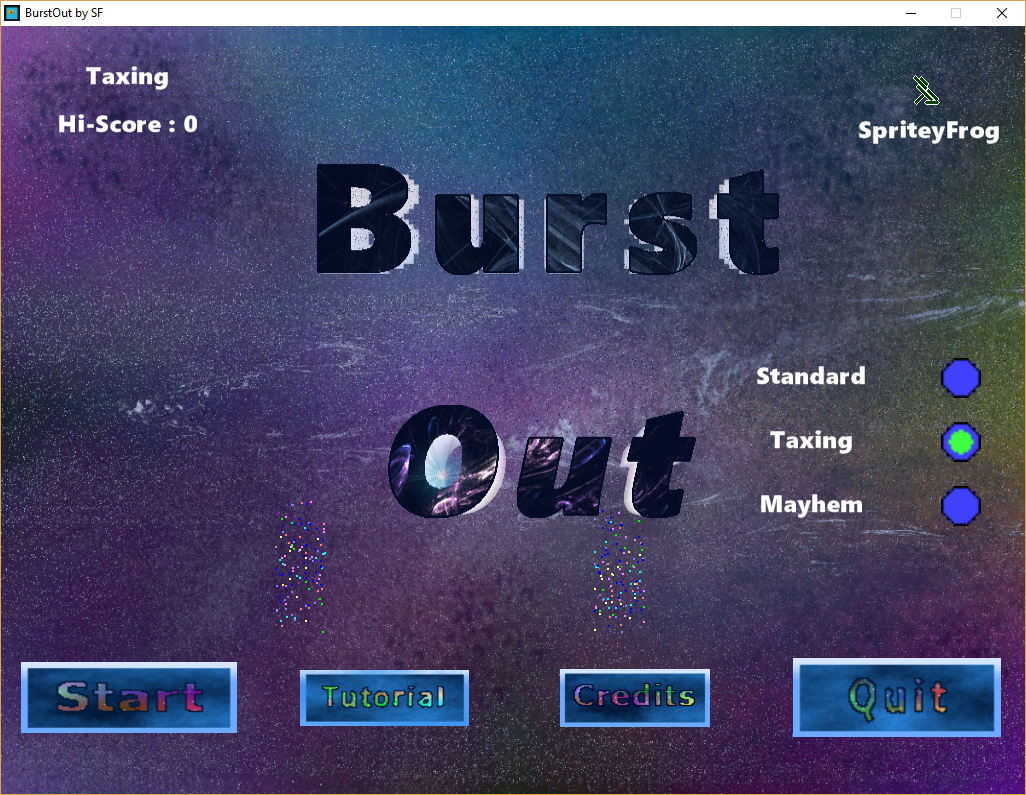 BurstOut by SF
Taxing
Hi-Score : 0
SpriteyFrog
Burst
Out
Standard
Taxing
Mayhem
Start
Tutorial
Credits
Quit